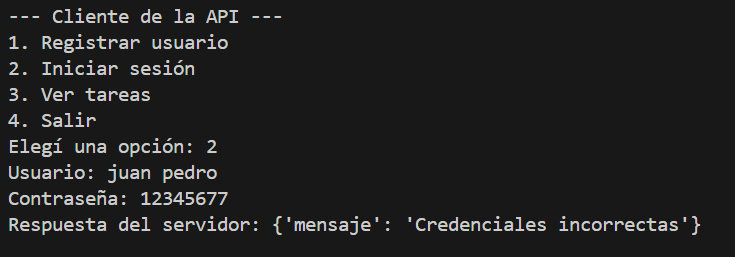 --- Cliente de la API ---
1. Registrar usuario
2. Iniciar sesión
3. Ver tareas
4. Salir
Elegí una opción: 2
Usuario: juan pedro
Contraseña: 12345677
Respuesta del servidor: {'mensaje': 'Credenciales incorrectas'}